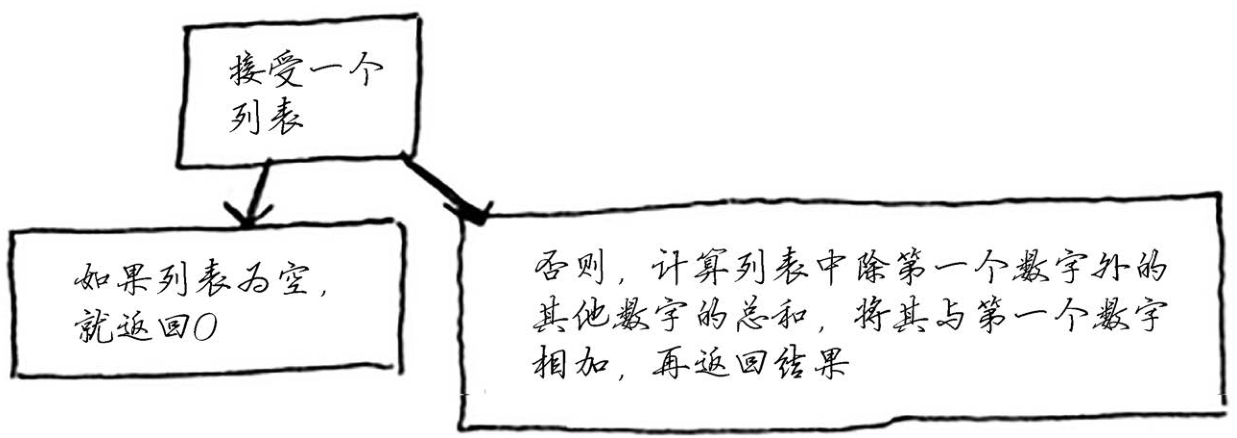 接受一个
列表
如果列表为空,
就返回0
否则, 计算列表中除第一个数字外的
其他数字的总和, 将其与第一个数字
相加, 再返回结果